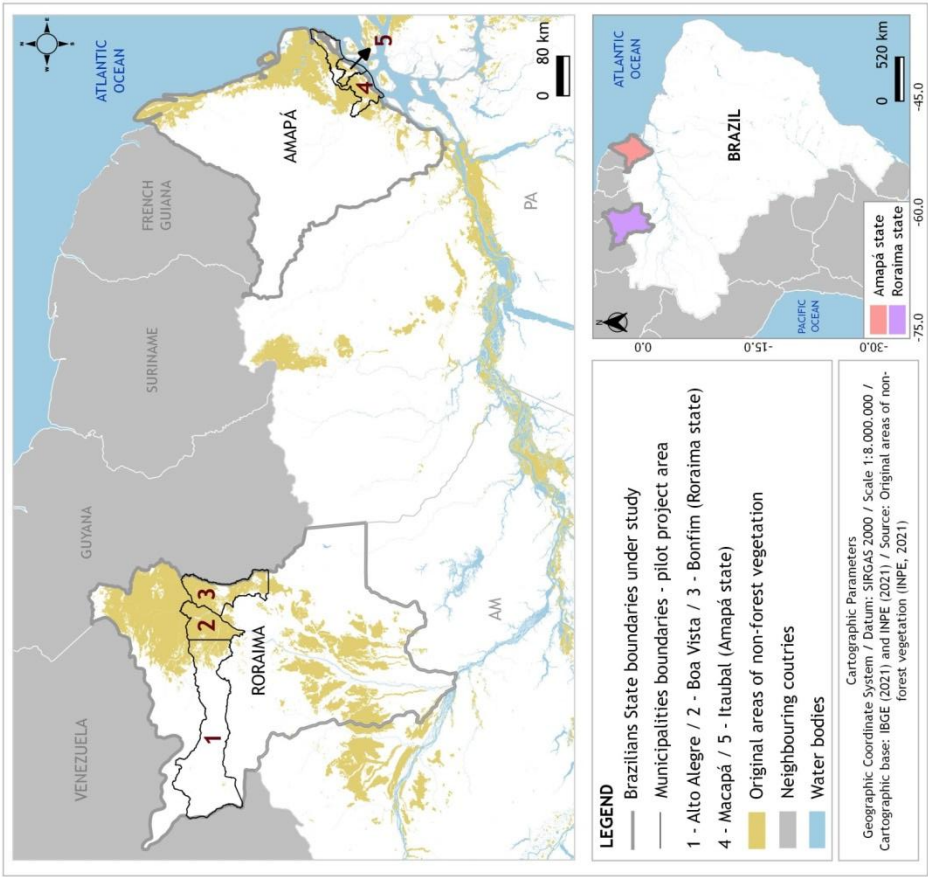 N
W
E
S
ATLANTIC
OCEAN
VENEZUELA
GUYANA
SURINAME
FRENCH
GUIANA
AMAPÁ
RORAIMA
1
2
3
4
5
AM
PA
0 80 km
LEGEND
Brazilians State boundaries under study
Municipalities boundaries - pilot project area
1 - Alto Alegre / 2 - Boa Vista / 3 - Bonfim (Roraima state)
4 - Macapá / 5 - Itaubal (Amapá state)
Original areas of non-forest vegetation
Neighbouring coutries
Water bodies
Cartographic Parameters
Geographic Coordinate System / Datum: SIRGAS 2000 / Scale 1:8.000.000 /
Cartographic base: IBGE (2021) and INPE (2021) / Source: Original areas of non-
forest vegetation (INPE, 2021)
N
ATLANTIC
OCEAN
BRAZIL
PACIFIC
OCEAN
Amapá state
Roraima state
0 520 km
0.0
-15.0
-30.0
-75.0
-60.0
-45.0